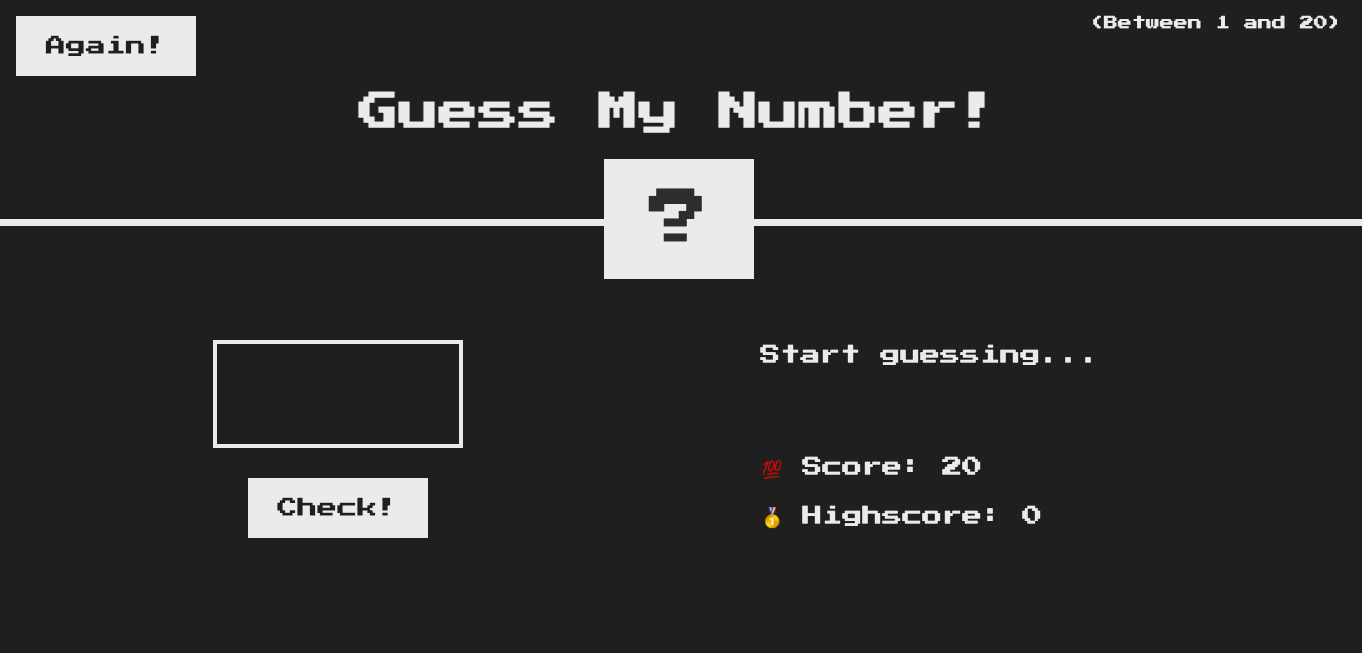 Again!
(Between 1 and 20)
Guess My Number!
?
Start guessing...
Check!
💯 Score: 20
🥇 Highscore: 0